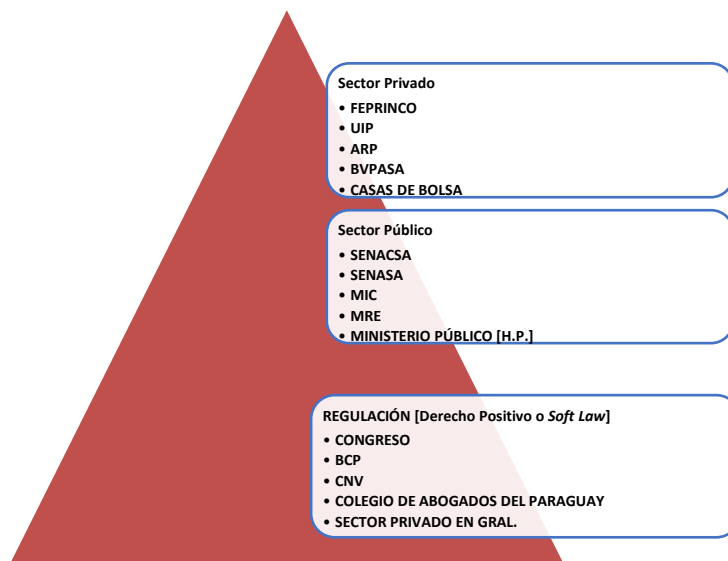 Sector Privado
• FEPRINCO
• UIP
• ARP
• BVPASA
• CASAS DE BOLSA
Sector Público
• SENACSA
• SENASA
• MIC
• MRE
• MINISTERIO PÚBLICO [H.P.]
REGULACIÓN [Derecho Positivo o Soft Law]
• CONGRESO
• BCP
• CNV
• COLEGIO DE ABOGADOS DEL PARAGUAY
• SECTOR PRIVADO EN GRAL.